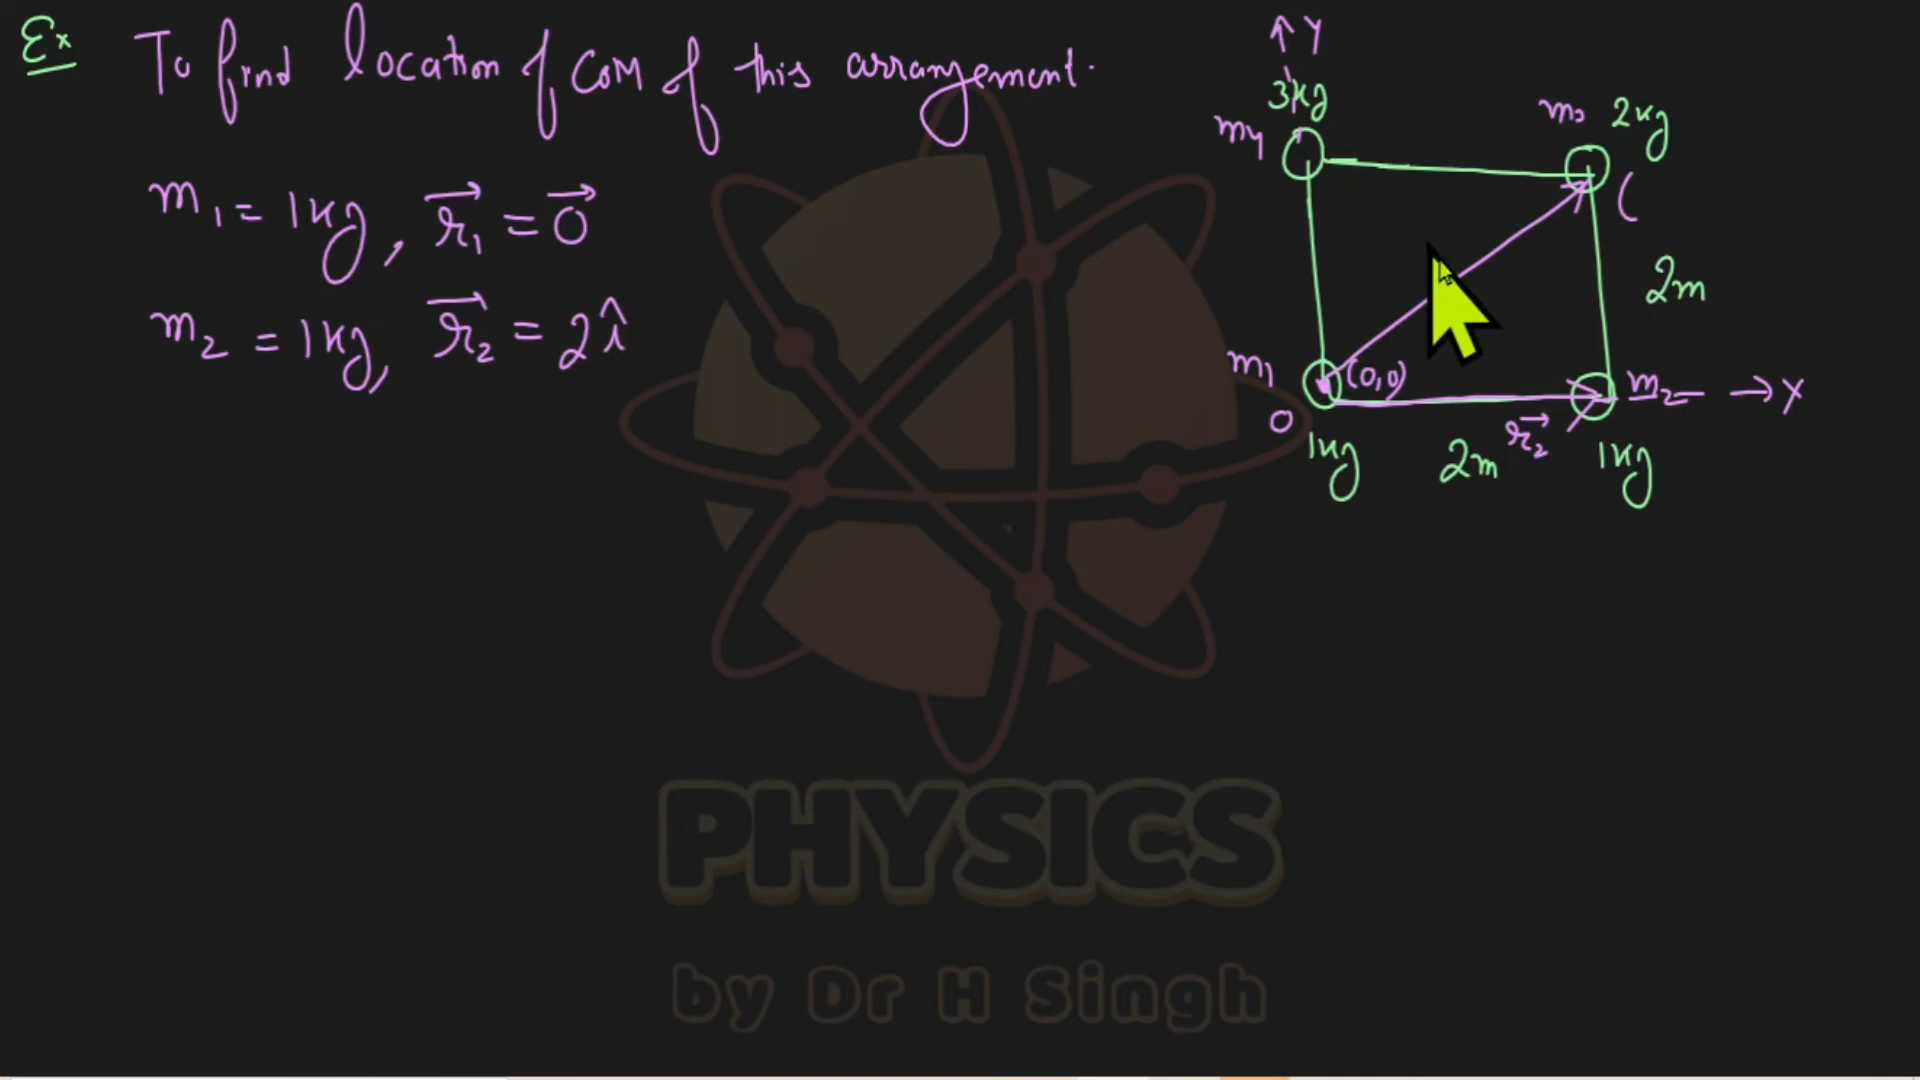 Ex To find location of COM of this arrangement.
m₁ = 1kg, r₁ = 0
m₂ = 1kg, r₂ = 2î
↑ Y
3kg
m₄
2kg
(
2m
m₁
(0,0)
m₂ → X
O
r₂
1kg
2m
1kg
PHYSICS
by Dr H Singh